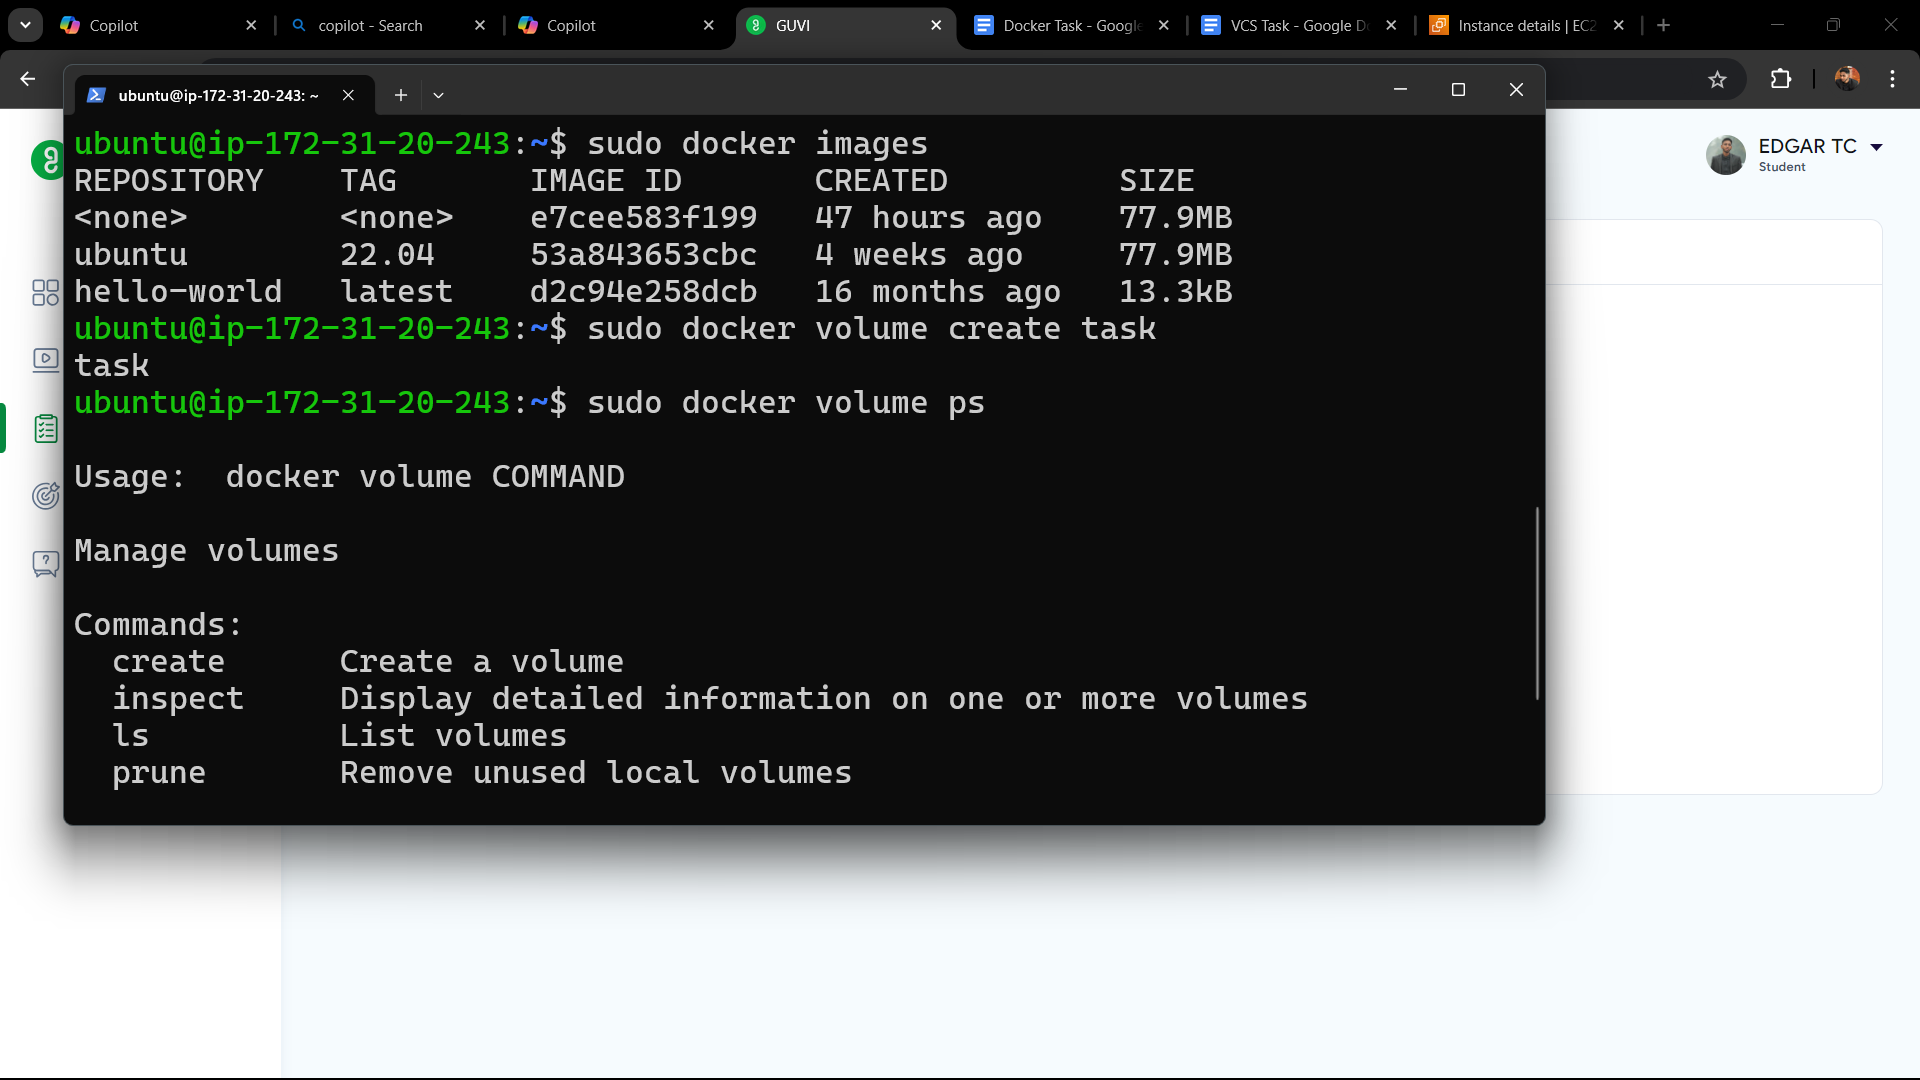 Copilot
copilot - Search
Copilot
GUVI
Docker Task - Google
VCS Task - Google D
Instance details | EC2
ubuntu@ip-172-31-20-243: ~
EDGAR TC
Student
ubuntu@ip-172-31-20-243:~$ sudo docker images
REPOSITORY    TAG       IMAGE ID       CREATED         SIZE
<none>        <none>    e7cee583f199   47 hours ago    77.9MB
ubuntu        22.04     53a843653cbc   4 weeks ago     77.9MB
hello-world   latest    d2c94e258dcb   16 months ago   13.3kB
ubuntu@ip-172-31-20-243:~$ sudo docker volume create task
task
ubuntu@ip-172-31-20-243:~$ sudo docker volume ps
Usage:  docker volume COMMAND
Manage volumes
Commands:
  create      Create a volume
  inspect     Display detailed information on one or more volumes
  ls          List volumes
  prune       Remove unused local volumes